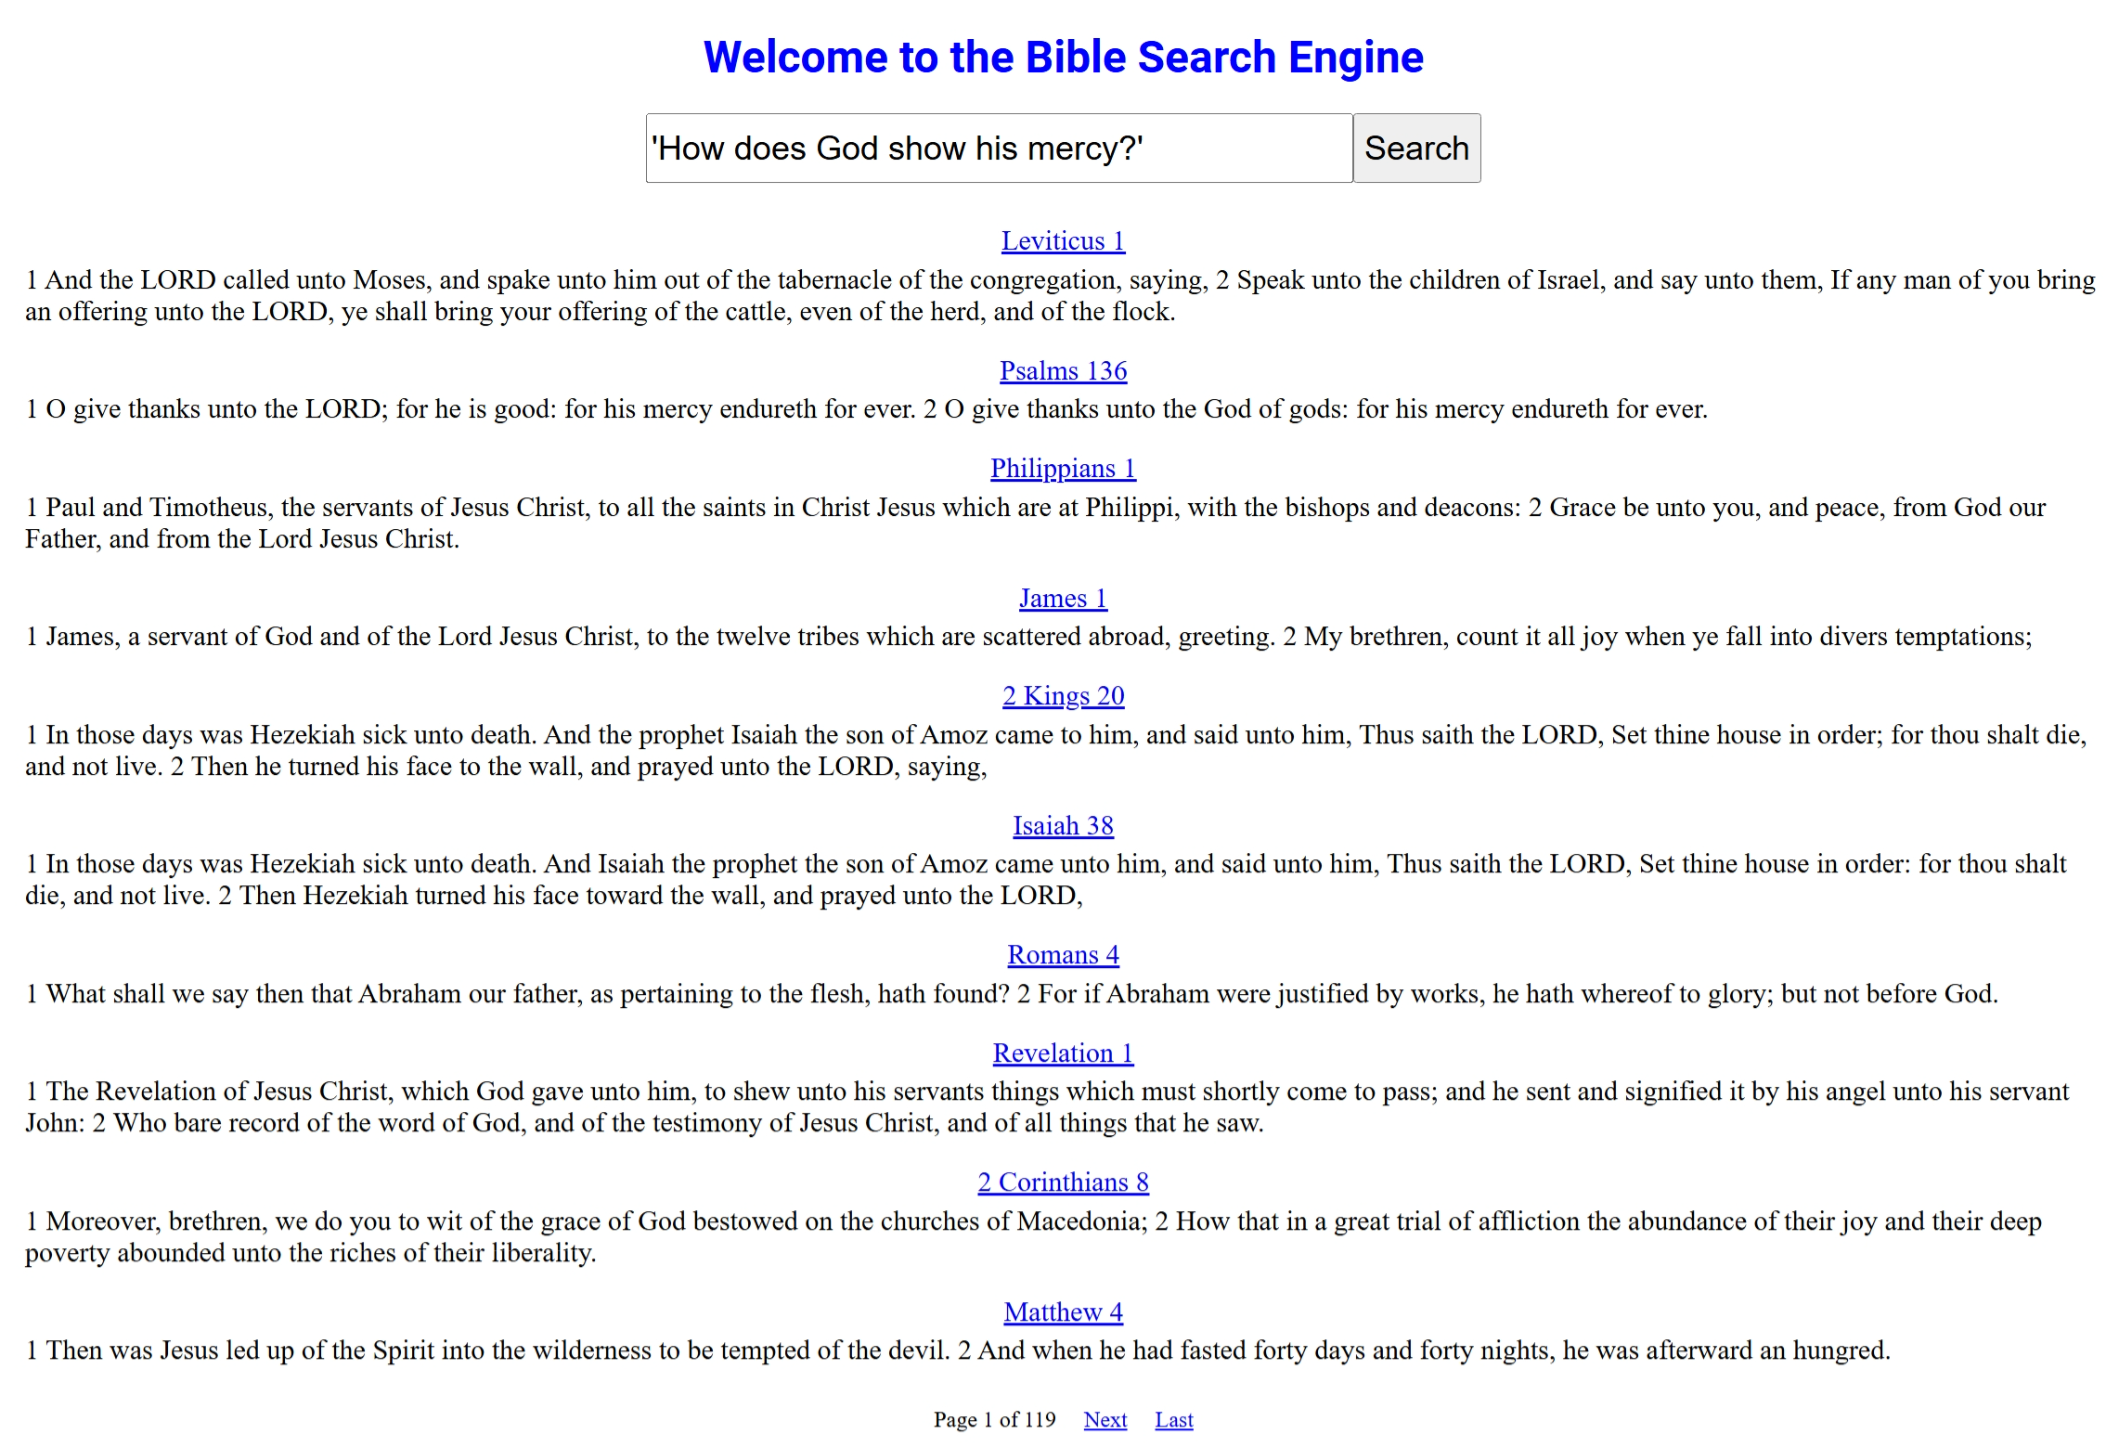 Welcome to the Bible Search Engine
'How does God show his mercy?' Search
Leviticus 1
1 And the LORD called unto Moses, and spake unto him out of the tabernacle of the congregation, saying, 2 Speak unto the children of Israel, and say unto them, If any man of you bring
an offering unto the LORD, ye shall bring your offering of the cattle, even of the herd, and of the flock.
Psalms 136
1 O give thanks unto the LORD; for he is good: for his mercy endureth for ever. 2 O give thanks unto the God of gods: for his mercy endureth for ever.
Philippians 1
1 Paul and Timotheus, the servants of Jesus Christ, to all the saints in Christ Jesus which are at Philippi, with the bishops and deacons: 2 Grace be unto you, and peace, from God our
Father, and from the Lord Jesus Christ.
James 1
1 James, a servant of God and of the Lord Jesus Christ, to the twelve tribes which are scattered abroad, greeting. 2 My brethren, count it all joy when ye fall into divers temptations;
2 Kings 20
1 In those days was Hezekiah sick unto death. And the prophet Isaiah the son of Amoz came to him, and said unto him, Thus saith the LORD, Set thine house in order; for thou shalt die,
and not live. 2 Then he turned his face to the wall, and prayed unto the LORD, saying,
Isaiah 38
1 In those days was Hezekiah sick unto death. And Isaiah the prophet the son of Amoz came unto him, and said unto him, Thus saith the LORD, Set thine house in order: for thou shalt
die, and not live. 2 Then Hezekiah turned his face toward the wall, and prayed unto the LORD,
Romans 4
1 What shall we say then that Abraham our father, as pertaining to the flesh, hath found? 2 For if Abraham were justified by works, he hath whereof to glory; but not before God.
Revelation 1
1 The Revelation of Jesus Christ, which God gave unto him, to shew unto his servants things which must shortly come to pass; and he sent and signified it by his angel unto his servant
John: 2 Who bare record of the word of God, and of the testimony of Jesus Christ, and of all things that he saw.
2 Corinthians 8
1 Moreover, brethren, we do you to wit of the grace of God bestowed on the churches of Macedonia; 2 How that in a great trial of affliction the abundance of their joy and their deep
poverty abounded unto the riches of their liberality.
Matthew 4
1 Then was Jesus led up of the Spirit into the wilderness to be tempted of the devil. 2 And when he had fasted forty days and forty nights, he was afterward an hungred.
Page 1 of 119 Next Last